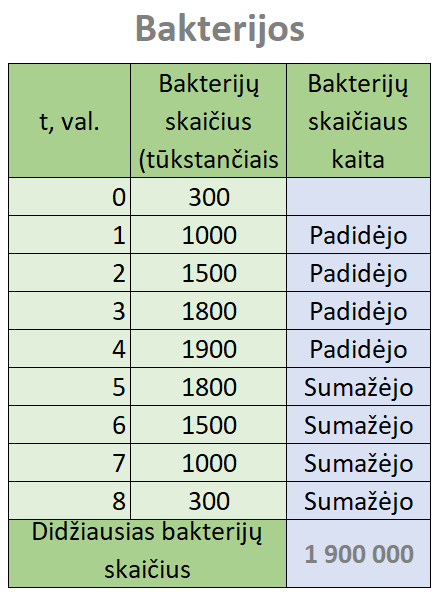 Bakterijos
t, val.
Bakterijų
skaičius
(tūkstančiais
Bakterijų
skaičiaus
kaita
0 300
1 1000 Padidėjo
2 1500 Padidėjo
3 1800 Padidėjo
4 1900 Padidėjo
5 1800 Sumažėjo
6 1500 Sumažėjo
7 1000 Sumažėjo
8 300 Sumažėjo
Didžiausias bakterijų
skaičius
1 900 000